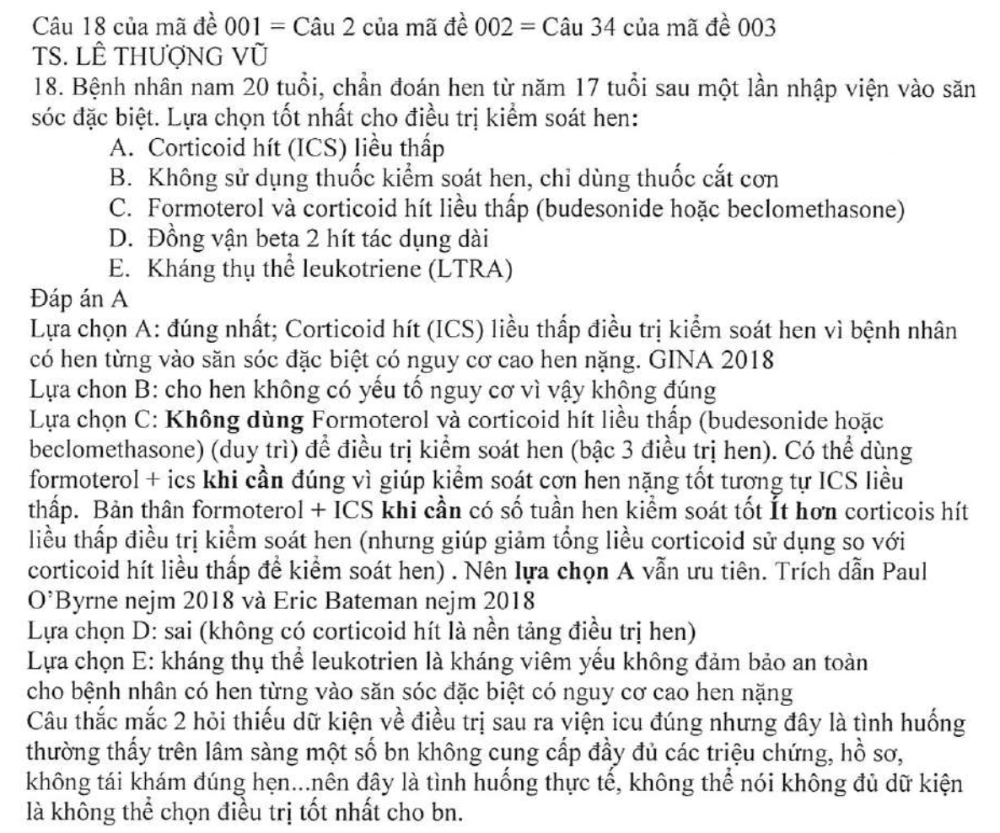 Câu 18 của mã đề 001 = Câu 2 của mã đề 002 = Câu 34 của mã đề 003
TS. LÊ THƯỢNG VŨ
18. Bệnh nhân nam 20 tuổi, chẩn đoán hen từ năm 17 tuổi sau một lần nhập viện vào săn
sóc đặc biệt. Lựa chọn tốt nhất cho điều trị kiểm soát hen:
A. Corticoid hít (ICS) liều thấp
B. Không sử dụng thuốc kiểm soát hen, chỉ dùng thuốc cắt cơn
C. Formoterol và corticoid hít liều thấp (budesonide hoặc beclomethasone)
D. Đồng vận beta 2 hít tác dụng dài
E. Kháng thụ thể leukotriene (LTRA)
Đáp án A
Lựa chọn A: đúng nhất; Corticoid hít (ICS) liều thấp điều trị kiểm soát hen vì bệnh nhân
có hen từng vào săn sóc đặc biệt có nguy cơ cao hen nặng. GINA 2018
Lựa chon B: cho hen không có yếu tố nguy cơ vì vậy không đúng
Lựa chọn C: Không dùng Formoterol và corticoid hít liều thấp (budesonide hoặc
beclomethasone) (duy trì) để điều trị kiểm soát hen (bậc 3 điều trị hen). Có thể dùng
formoterol + ics khi cần đúng vì giúp kiểm soát cơn hen nặng tốt tương tự ICS liều
thấp. Bản thân formoterol + ICS khi cần có số tuần hen kiểm soát tốt Ít hơn corticois hít
liều thấp điều trị kiểm soát hen (nhưng giúp giảm tổng liều corticoid sử dụng so với
corticoid hít liều thấp để kiểm soát hen) . Nên lựa chọn A vẫn ưu tiên. Trích dẫn Paul
O'Byrne nejm 2018 và Eric Bateman nejm 2018
Lựa chọn D: sai (không có corticoid hít là nền tảng điều trị hen)
Lựa chọn E: kháng thụ thể leukotrien là kháng viêm yếu không đảm bảo an toàn
cho bệnh nhân có hen từng vào săn sóc đặc biệt có nguy cơ cao hen nặng
Câu thắc mắc 2 hỏi thiếu dữ kiện về điều trị sau ra viện icu đúng nhưng đây là tình huống
thường thấy trên lâm sàng một số bn không cung cấp đầy đủ các triệu chứng, hồ sơ,
không tái khám đúng hẹn...nên đây là tình huống thực tế, không thể nói không đủ dữ kiện
là không thể chọn điều trị tốt nhất cho bn.